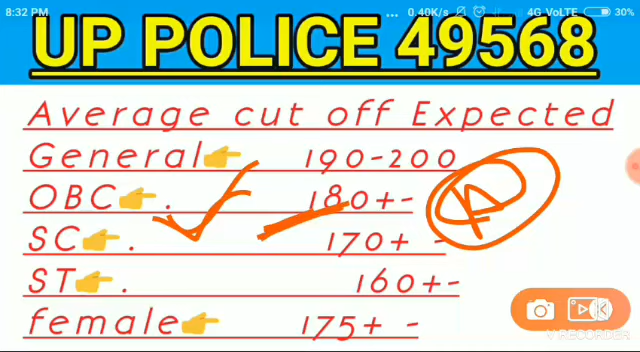 8:32 PM ... 0.40K/s 4G VoLTE 30%
UP POLICE 49568
Average cut off Expected
General👉 190-200
OBC👉. 180+-
SC👉. 170+ -
ST👉. 160+-
female👉 175+ -
V RECORDER